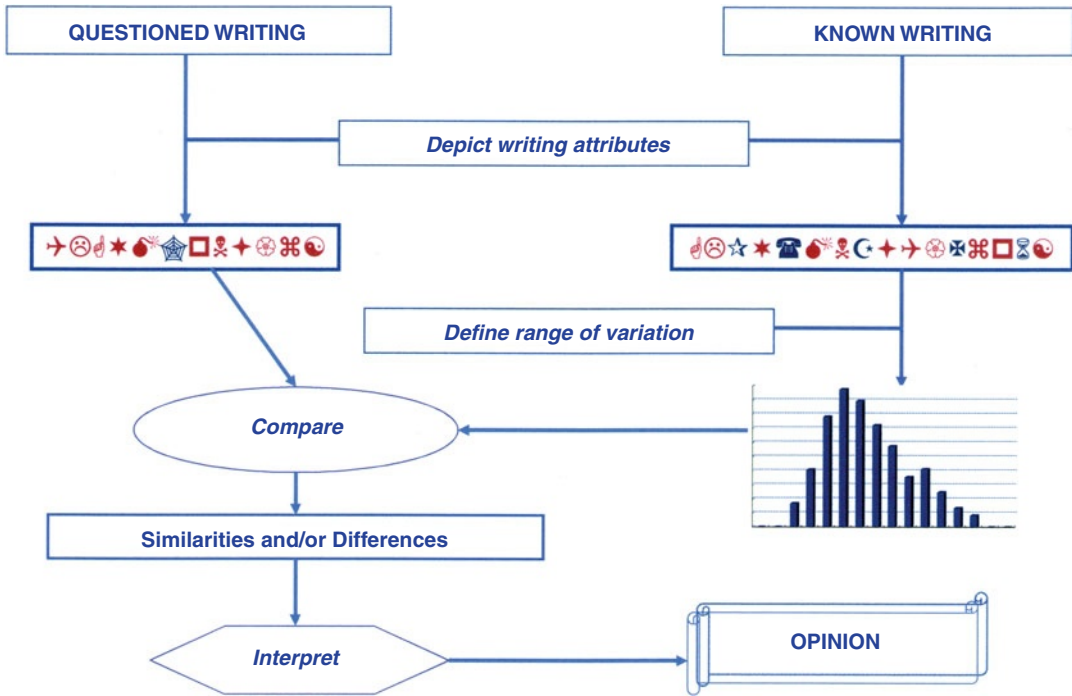 QUESTIONED WRITING
KNOWN WRITING
Depict writing attributes
Define range of variation
Compare
Similarities and/or Differences
Interpret
OPINION